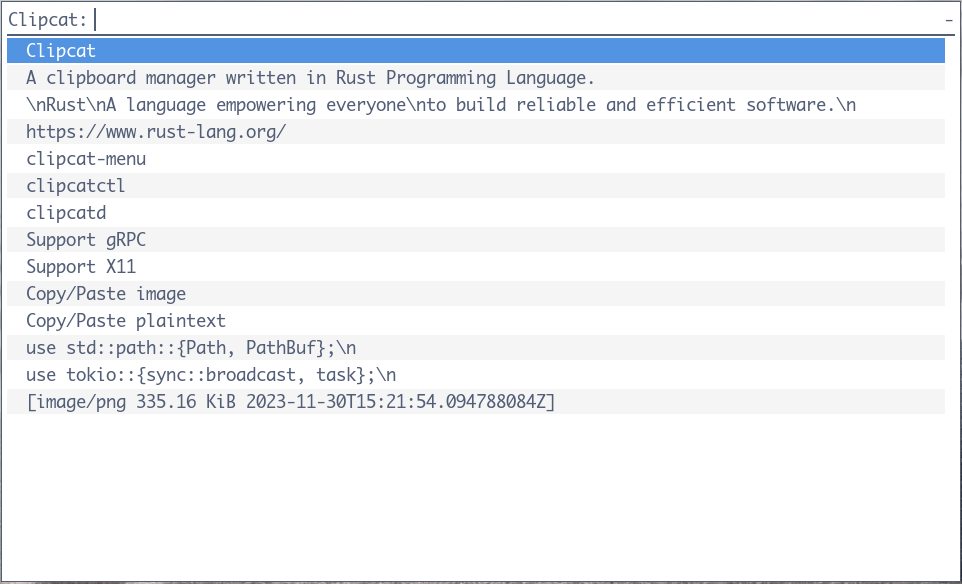 Clipcat:
Clipcat
A clipboard manager written in Rust Programming Language.
\nRust\nA language empowering everyone\nto build reliable and efficient software.\n
https://www.rust-lang.org/
clipcat-menu
clipcatctl
clipcatd
Support gRPC
Support X11
Copy/Paste image
Copy/Paste plaintext
use std::path::{Path, PathBuf};\n
use tokio::{sync::broadcast, task};\n
[image/png 335.16 KiB 2023-11-30T15:21:54.094788084Z]